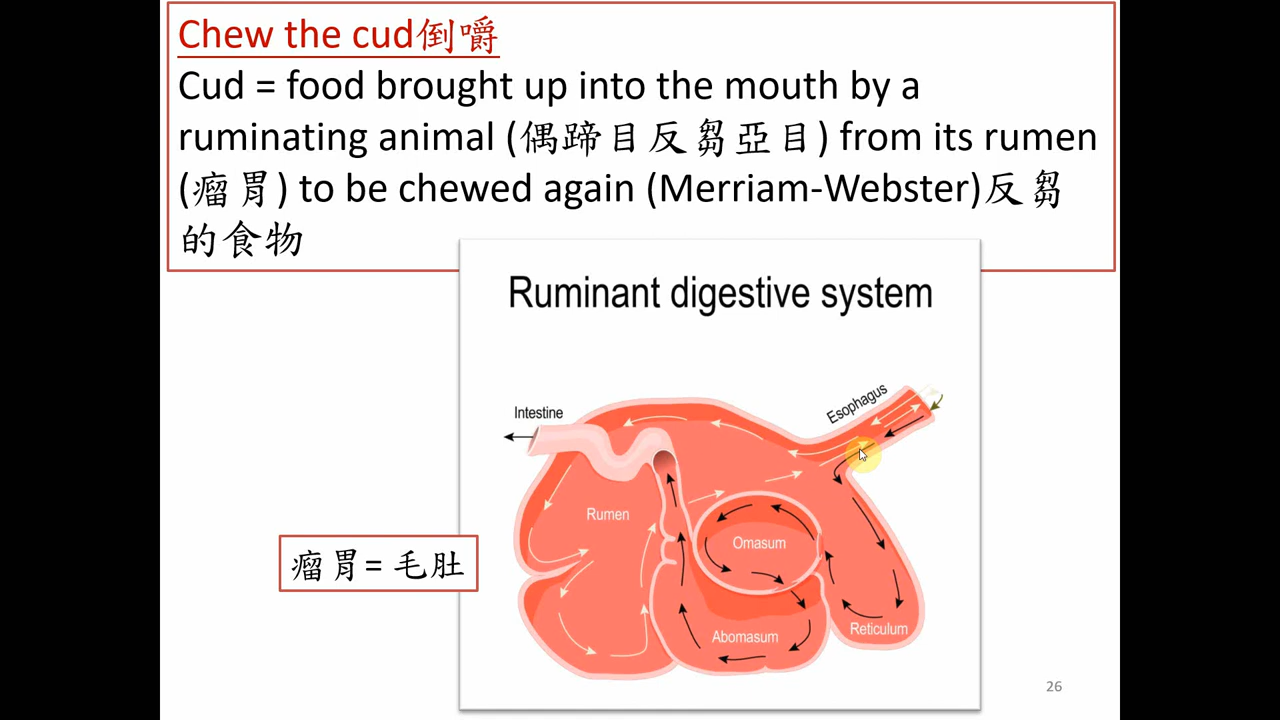 Chew the cud倒嚼
Cud = food brought up into the mouth by a
ruminating animal (偶蹄目反芻亞目) from its rumen
(瘤胃) to be chewed again (Merriam-Webster)反芻
的食物
Ruminant digestive system
Esophagus
Intestine
Rumen
Omasum
瘤胃= 毛肚
Abomasum
Reticulum
26